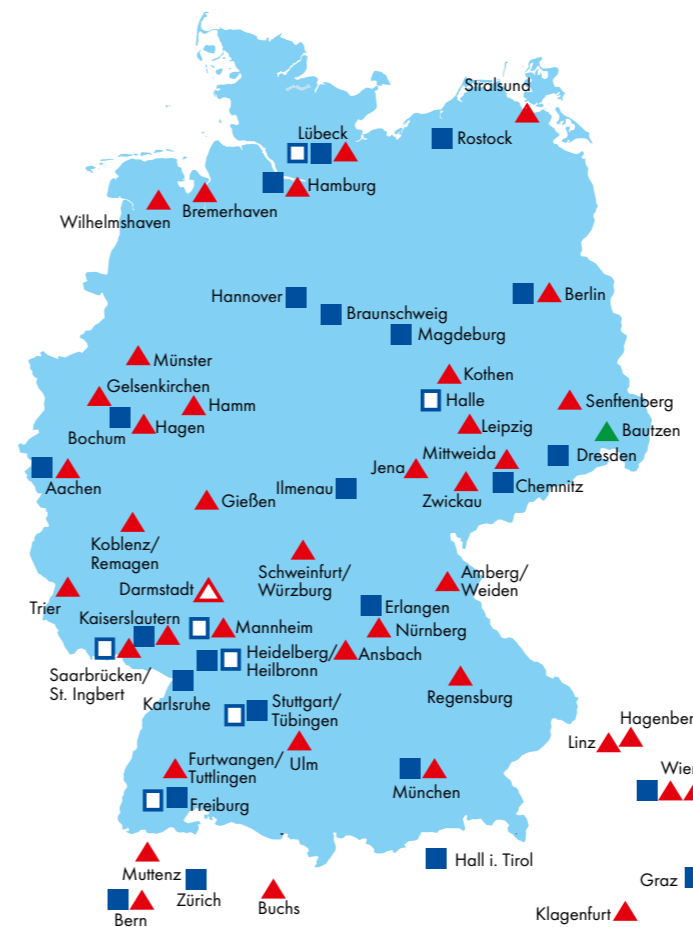 Stralsund
Rostock
Lübeck
Hamburg
Bremerhaven
Wilhelmshaven
Hannover
Berlin
Braunschweig
Magdeburg
Münster
Kothen
Gelsenkirchen
Halle
Senftenberg
Hamm
Bochum
Hagen
Leipzig
Bautzen
Mittweida
Dresden
Aachen
Jena
Ilmenau
Zwickau
Chemnitz
Gießen
Koblenz/
Remagen
Schweinfurt/
Würzburg
Amberg/
Weiden
Trier
Darmstadt
Erlangen
Kaiserslautern
Mannheim
Nürnberg
Heidelberg/
Heilbronn
Ansbach
Saarbrücken/
St. Ingbert
Karlsruhe
Regensburg
Stuttgart/
Tübingen
Hagenber
Linz
Ulm
Furtwangen/
Tuttlingen
Wien
München
Freiburg
Hall i. Tirol
Muttenz
Zürich
Buchs
Graz
Bern
Klagenfurt